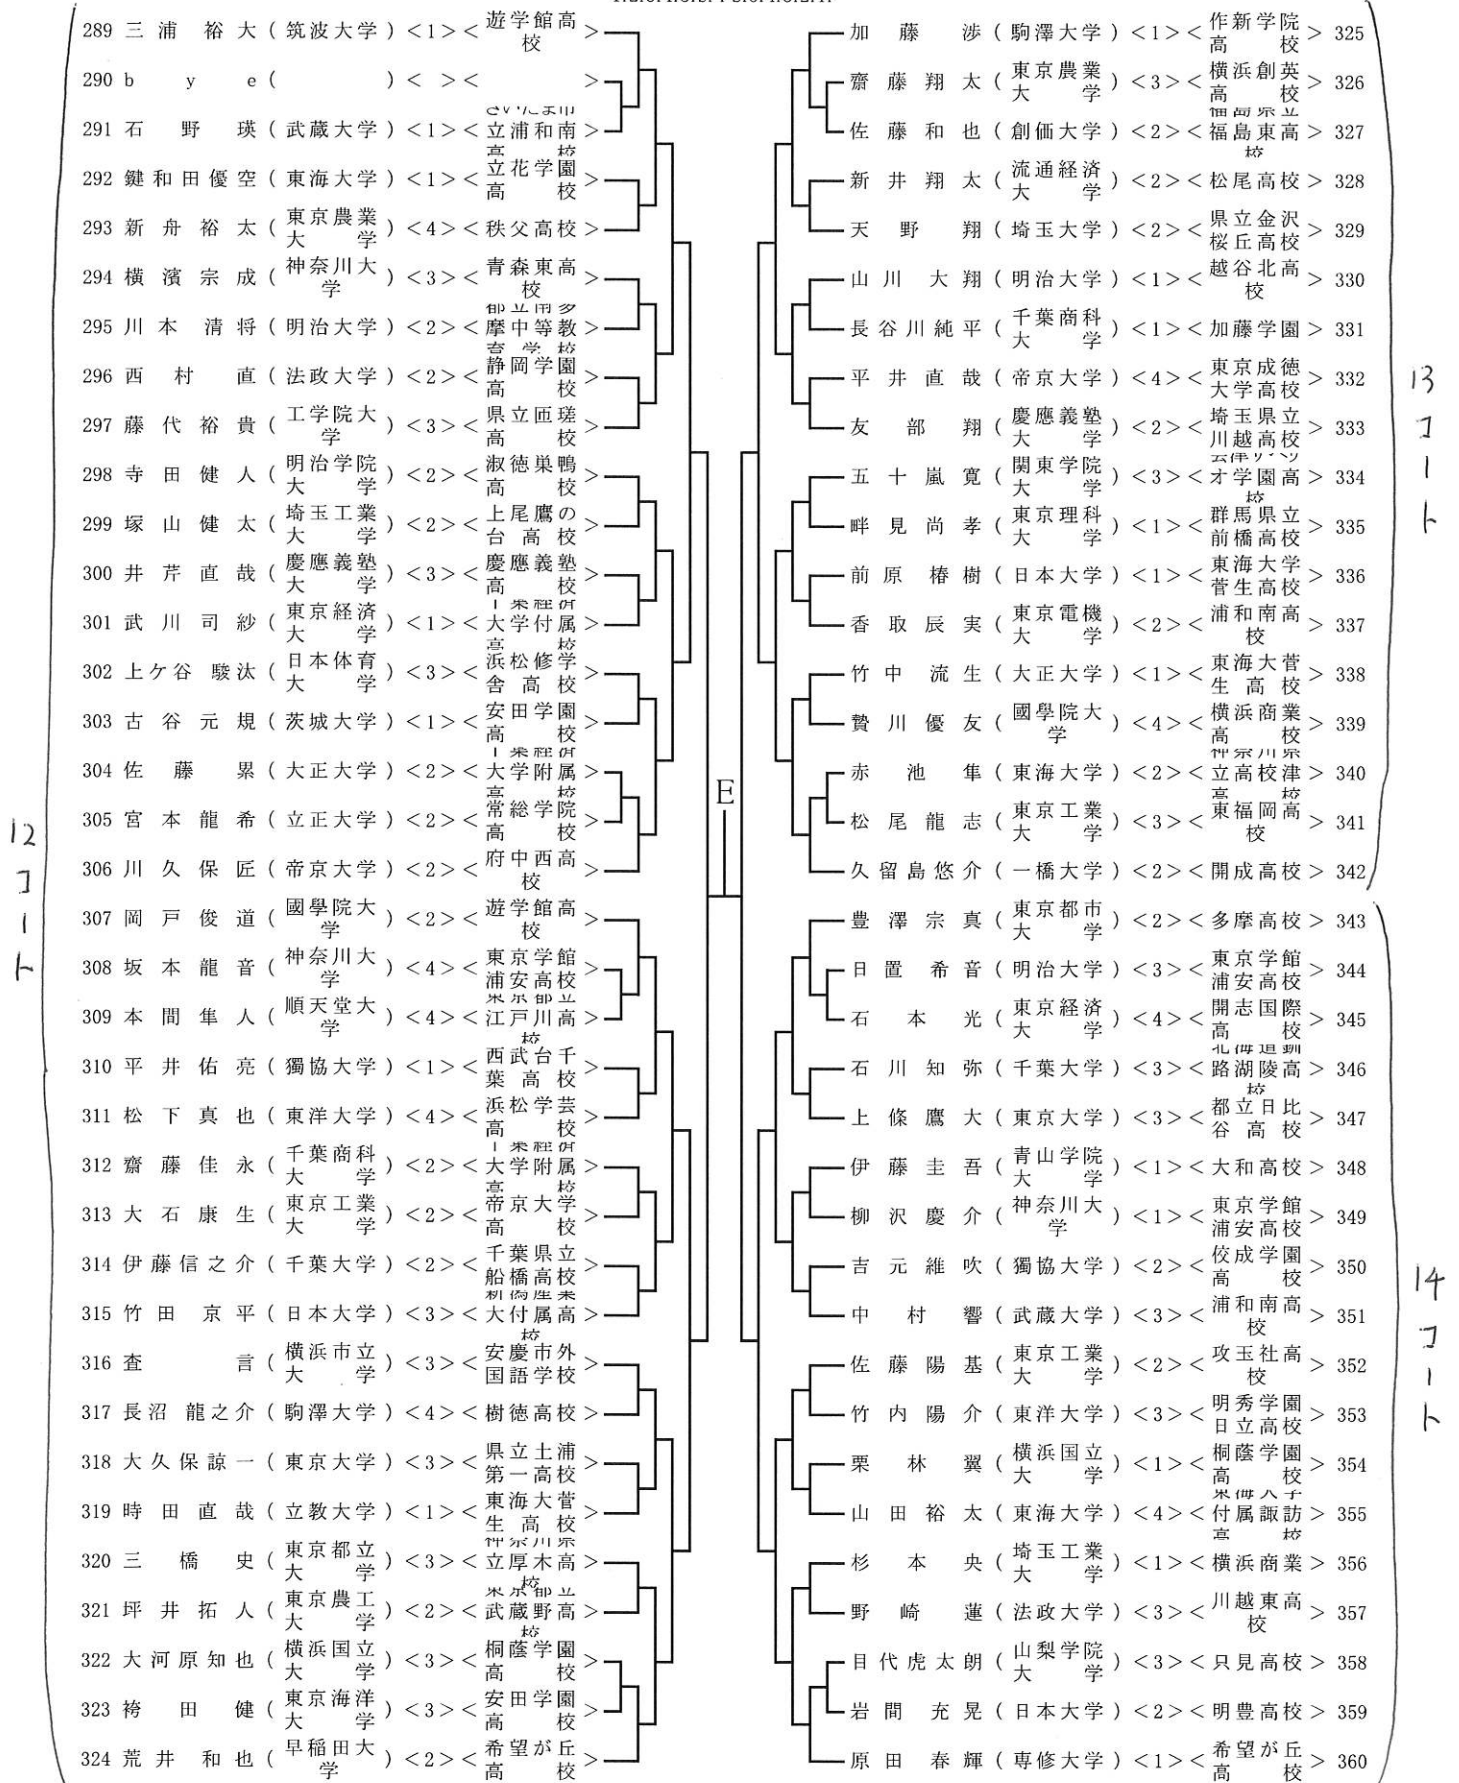 289 三浦裕大 (筑波大学) <1> <遊学館高校>
290 bye ( ) < > < >
291 石野瑛 (武蔵大学) <1> <さいたま市立浦和南高校>
292 鍵和田優空 (東海大学) <1> <立花学園高校>
293 新舟裕太 (東京農業大学) <4> <秩父高校>
294 横濱宗成 (神奈川大学) <3> <青森東高校>
295 川本清将 (明治大学) <2> <都立南多摩中等教育学校>
296 西村直 (法政大学) <2> <静岡学園高校>
297 藤代裕貴 (工学院大学) <3> <県立匝瑳高校>
298 寺田健人 (明治学院大学) <2> <淑徳巣鴨高校>
299 塚山健太 (埼玉工業大学) <2> <上尾鷹の台高校>
300 井芹直哉 (慶應義塾大学) <3> <慶應義塾高校>
301 武川司紗 (東京経済大学) <1> <千葉経済大学付属高校>
302 上ケ谷駿汰 (日本体育大学) <3> <浜松修学舎高校>
303 古谷元規 (茨城大学) <1> <安田学園高校>
304 佐藤累 (大正大学) <2> <千葉経済大学附属高校>
305 宮本龍希 (立正大学) <2> <常総学院高校>
306 川久保匠 (帝京大学) <2> <府中西高校>
307 岡戸俊道 (國學院大学) <2> <遊学館高校>
308 坂本龍音 (神奈川大学) <4> <東京学館浦安高校>
309 本間隼人 (順天堂大学) <4> <東京都立江戸川高校>
310 平井佑亮 (獨協大学) <1> <西武台千葉高校>
311 松下真也 (東洋大学) <4> <浜松学芸高校>
312 齋藤佳永 (千葉商科大学) <2> <千葉経済大学附属高校>
313 大石康生 (東京工業大学) <2> <帝京大学高校>
314 伊藤信之介 (千葉大学) <2> <千葉県立船橋高校>
315 竹田京平 (日本大学) <3> <新潟産業大付属高校>
316 査言 (横浜市立大学) <3> <安慶市外国語学校>
317 長沼龍之介 (駒澤大学) <4> <樹徳高校>
318 大久保諒一 (東京大学) <3> <県立土浦第一高校>
319 時田直哉 (立教大学) <1> <東海大菅生高校>
320 三橋史 (東京都立大学) <3> <神奈川県立厚木高校>
321 坪井拓人 (東京農工大学) <2> <東京都立武蔵野高校>
322 大河原知也 (横浜国立大学) <3> <桐蔭学園高校>
323 袴田健 (東京海洋大学) <3> <安田学園高校>
324 荒井和也 (早稲田大学) <2> <希望が丘高校>
12コート
E
加藤渉 (駒澤大学) <1> <作新学院高校> 325
齋藤翔太 (東京農業大学) <3> <横浜創英高校> 326
佐藤和也 (創価大学) <2> <福島県立福島東高校> 327
新井翔太 (流通経済大学) <2> <松尾高校> 328
天野翔 (埼玉大学) <2> <県立金沢桜丘高校> 329
山川大翔 (明治大学) <1> <越谷北高校> 330
長谷川純平 (千葉商科大学) <1> <加藤学園> 331
平井直哉 (帝京大学) <4> <東京成徳大学高校> 332
友部翔 (慶應義塾大学) <2> <埼玉県立川越高校> 333
五十嵐寛 (関東学院大学) <3> <オ学園高校> 334
畔見尚孝 (東京理科大学) <1> <群馬県立前橋高校> 335
前原椿樹 (日本大学) <1> <東海大学菅生高校> 336
香取辰実 (東京電機大学) <2> <浦和南高校> 337
竹中流生 (大正大学) <1> <東海大菅生高校> 338
贄川優友 (國學院大学) <4> <横浜商業高校> 339
赤池隼 (東海大学) <2> <神奈川県立高校津高校> 340
松尾龍志 (東京工業大学) <3> <東福岡高校> 341
久留島悠介 (一橋大学) <2> <開成高校> 342
13コート
豊澤宗真 (東京都市大学) <2> <多摩高校> 343
日置希音 (明治大学) <3> <東京学館浦安高校> 344
石本光 (東京経済大学) <4> <開志国際高校> 345
石川知弥 (千葉大学) <3> <北海道釧路湖陵高校> 346
上條鷹大 (東京大学) <3> <都立日比谷高校> 347
伊藤圭吾 (青山学院大学) <1> <大和高校> 348
柳沢慶介 (神奈川大学) <1> <東京学館浦安高校> 349
吉元維吹 (獨協大学) <2> <佼成学園高校> 350
中村響 (武蔵大学) <3> <浦和南高校> 351
佐藤陽基 (東京工業大学) <2> <攻玉社高校> 352
竹内陽介 (東洋大学) <3> <明秀学園日立高校> 353
栗林翼 (横浜国立大学) <1> <桐蔭学園高校> 354
山田裕太 (東海大学) <4> <東海大学付属諏訪高校> 355
杉本央 (埼玉工業大学) <1> <横浜商業> 356
野崎蓮 (法政大学) <3> <川越東高校> 357
目代虎太朗 (山梨学院大学) <3> <只見高校> 358
岩間充晃 (日本大学) <2> <明豊高校> 359
原田春輝 (専修大学) <1> <希望が丘高校> 360
14コート